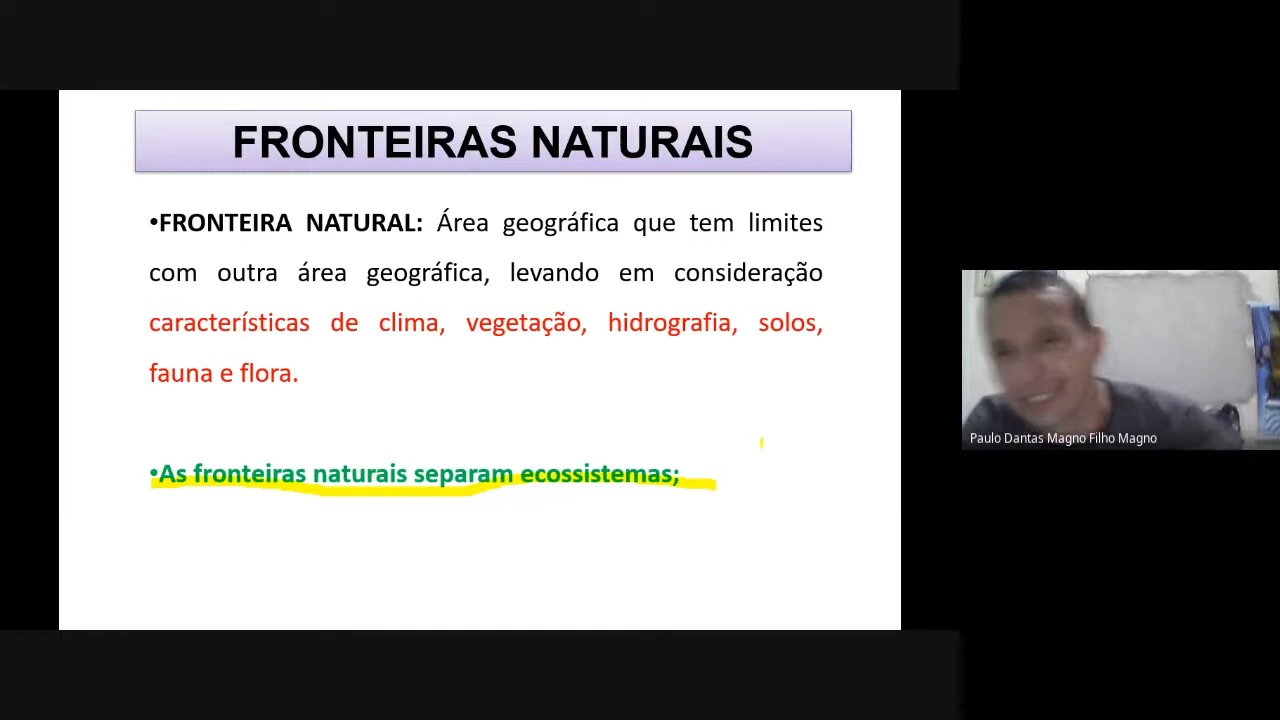 FRONTEIRAS NATURAIS
•FRONTEIRA NATURAL: Área geográfica que tem limites
com outra área geográfica, levando em consideração
características de clima, vegetação, hidrografia, solos,
fauna e flora.
•As fronteiras naturais separam ecossistemas;
Paulo Dantas Magno Filho Magno